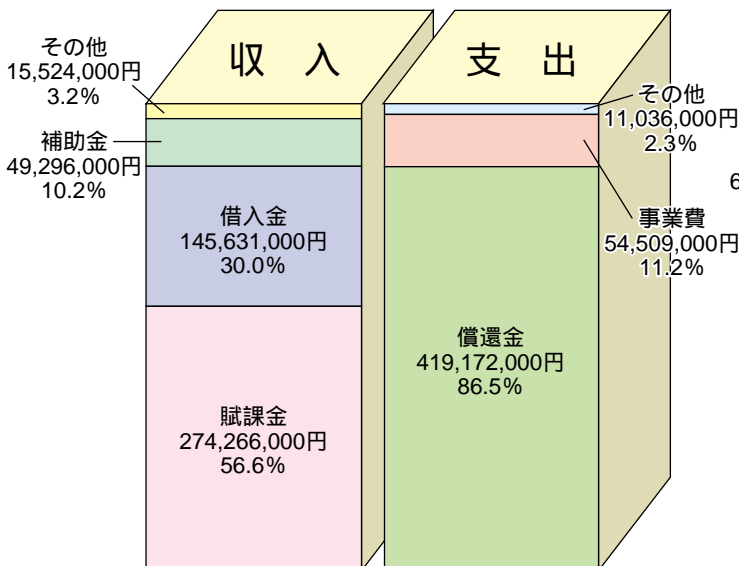 収 入
その他
15,524,000円
3.2%
補助金
49,296,000円
10.2%
借入金
145,631,000円
30.0%
賦課金
274,266,000円
56.6%
支 出
その他
11,036,000円
2.3%
6
事業費
54,509,000円
11.2%
償還金
419,172,000円
86.5%